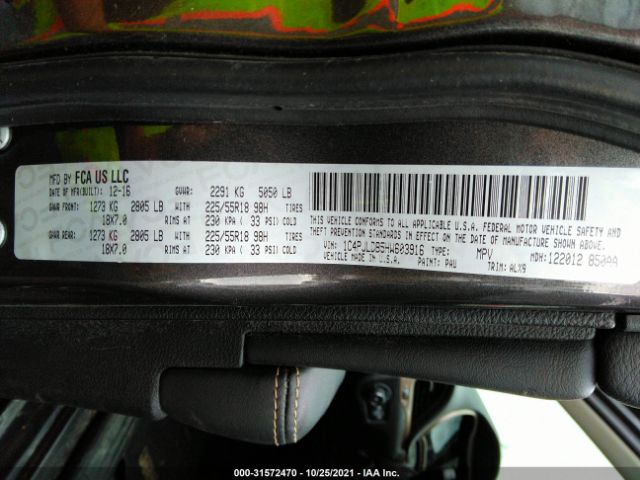 MFD BY FCA US LLC
DATE OF MFR(BUILT): 12-16 GVWR: 2291 KG 5050 LB
GAWR FRONT: 1273 KG 2805 LB WITH 225/55R18 98H TIRES
18X7.0 RIMS AT 230 KPA ( 33 PSI) COLD
GAWR REAR: 1273 KG 2805 LB WITH 225/55R18 98H TIRES
18X7.0 RIMS AT 230 KPA ( 33 PSI) COLD
THIS VEHICLE CONFORMS TO ALL APPLICABLE U.S.A. FEDERAL MOTOR VEHICLE SAFETY AND
THEFT PREVENTION STANDARDS IN EFFECT ON THE DATE OF MANUFACTURE SHOWN ABOVE.
VIN: 1C4PJLDB5HW603916 TYPE: MPV MDH: 122012 850AA
VEHICLE MADE IN U.S.A. PAINT: PAU TRIM: ALX9
000-31572470 - 10/25/2021 - IAA Inc.